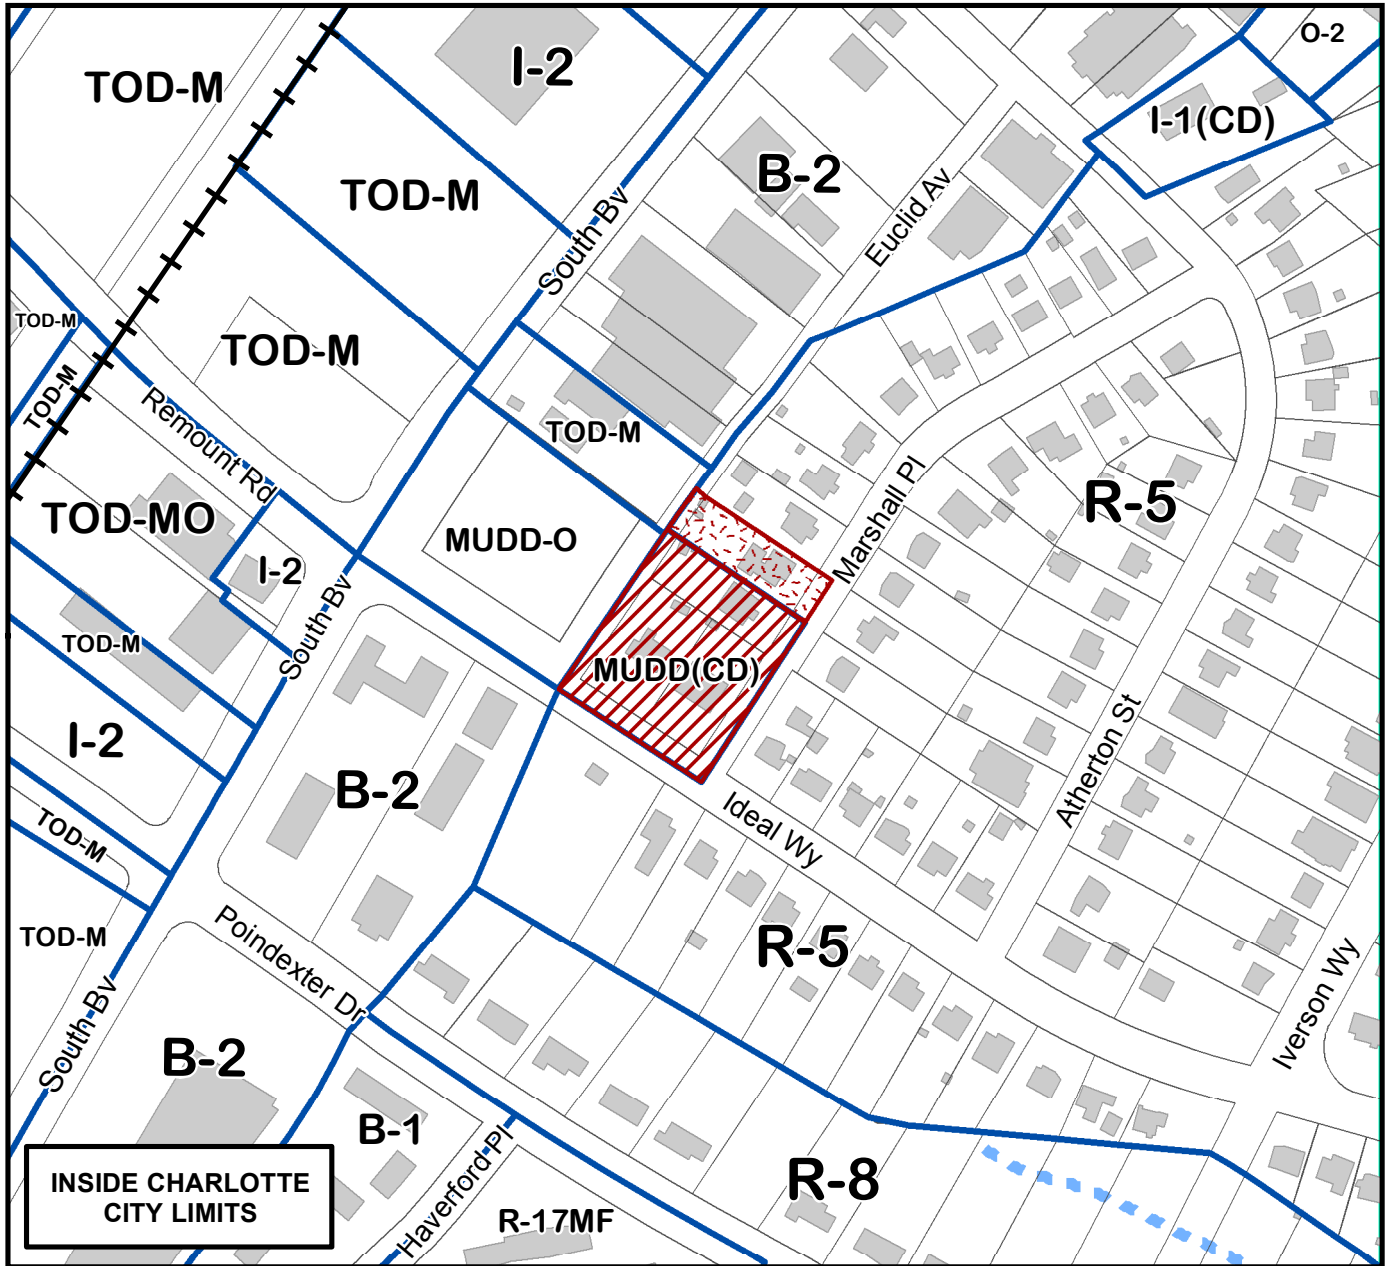 O-2
I-2
TOD-M
I-1(CD)
B-2
TOD-M
Euclid Av
South Bv
TOD-M
TOD-M
TOD-M
Remount Rd
TOD-M
R-5
TOD-MO
MUDD-O
Marshall Pl
I-2
South Bv
TOD-M
MUDD(CD)
I-2
B-2
Atherton St
Ideal Wy
TOD-M
TOD-M
R-5
Poindexter Dr
Iverson Wy
South Bv
B-2
B-1
Haverford Pl
R-8
R-17MF
INSIDE CHARLOTTE
CITY LIMITS